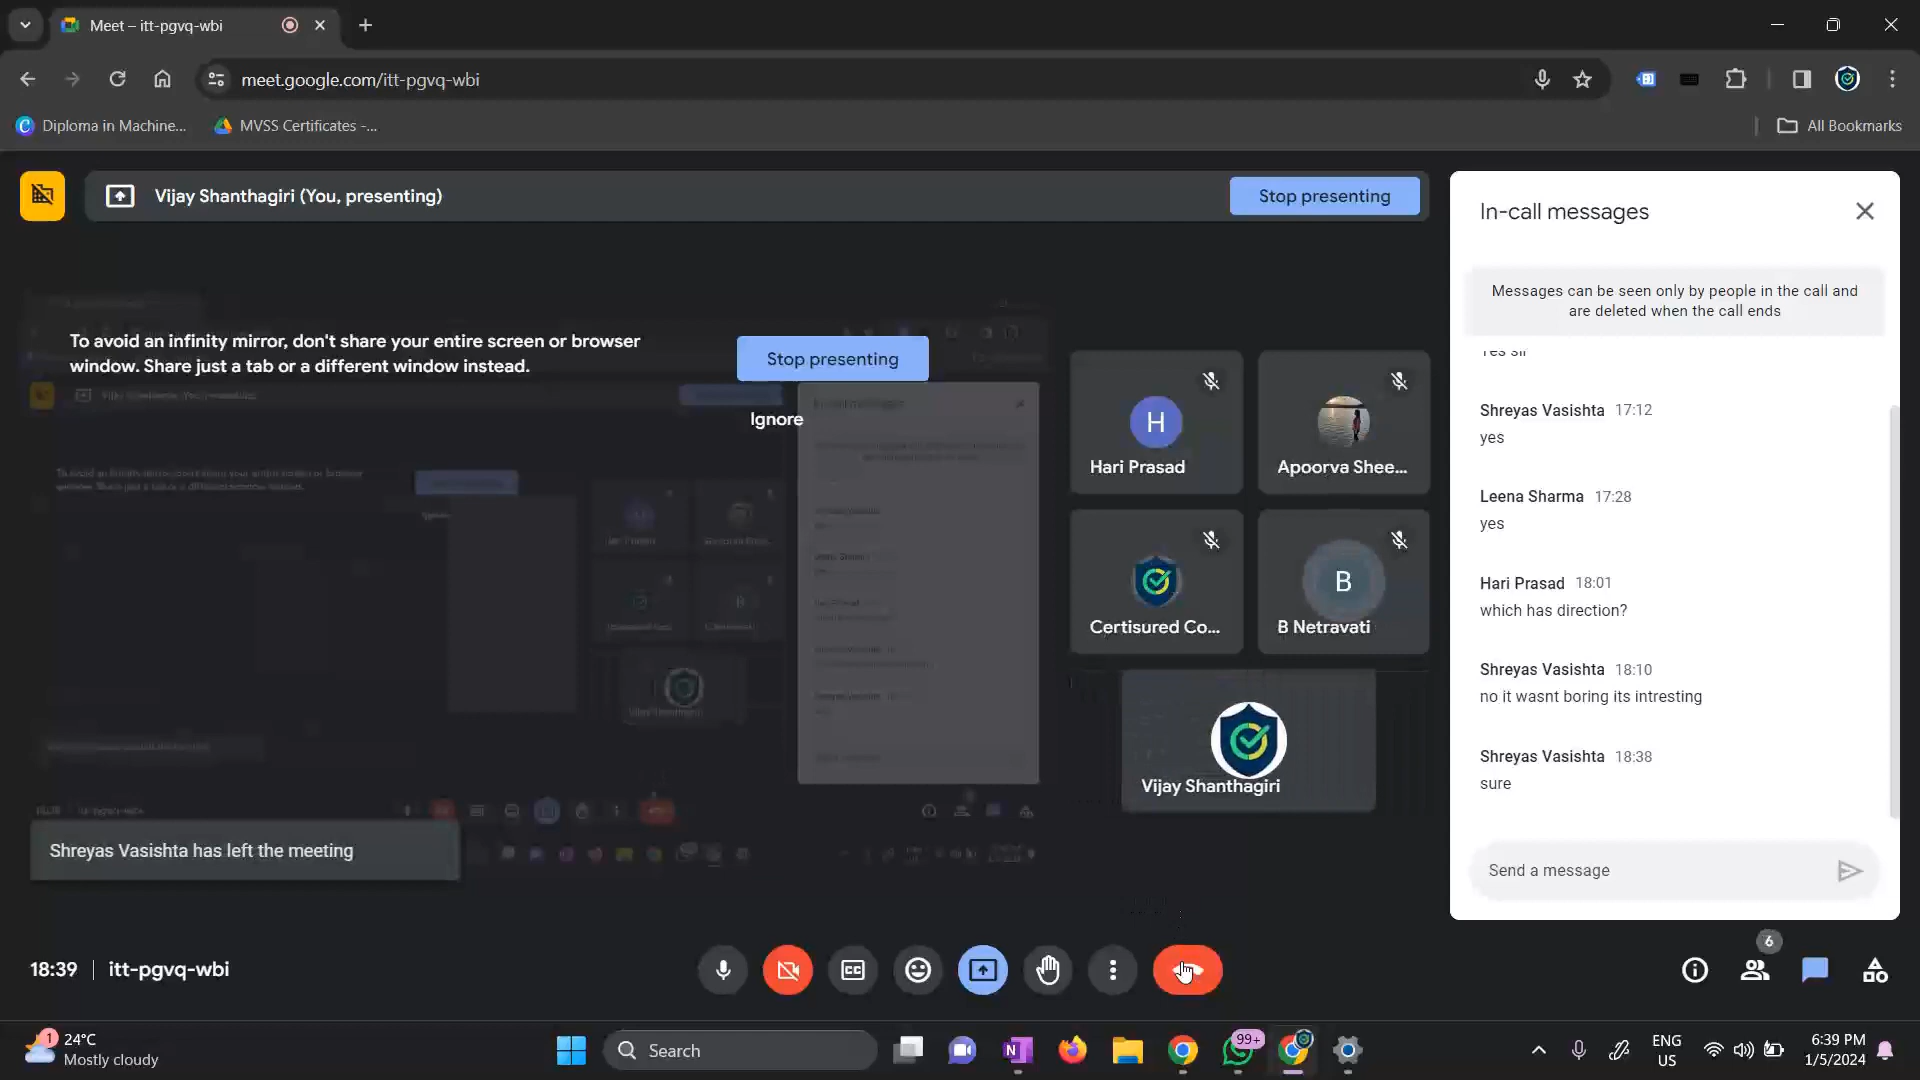 Meet – itt-pgvq-wbi
meet.google.com/itt-pgvq-wbi
Diploma in Machine...
MVSS Certificates -...
All Bookmarks
Vijay Shanthagiri (You, presenting)
Stop presenting
To avoid an infinity mirror, don't share your entire screen or browser
window. Share just a tab or a different window instead.
Stop presenting
Ignore
H
Hari Prasad
Apoorva Shee...
Certisured Co...
B
B Netravati
Vijay Shanthagiri
Shreyas Vasishta has left the meeting
In-call messages
Messages can be seen only by people in the call and
are deleted when the call ends
Yes sir
Shreyas Vasishta 17:12
yes
Leena Sharma 17:28
yes
Hari Prasad 18:01
which has direction?
Shreyas Vasishta 18:10
no it wasnt boring its intresting
Shreyas Vasishta 18:38
sure
Send a message
18:39
itt-pgvq-wbi
CC
6
1
24°C
Mostly cloudy
Search
99+
ENG
US
6:39 PM
1/5/2024